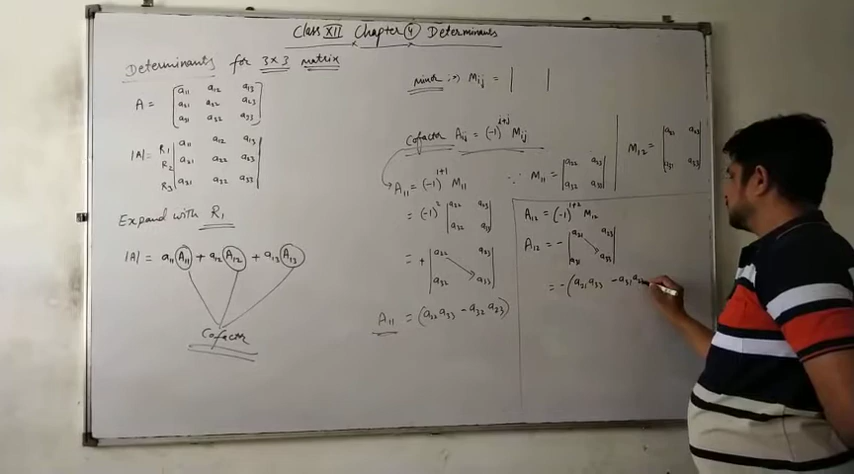 Class XII Chapter 4 Determinants
Determinants for 3×3 matrix
A = [a11 a12 a13
a21 a22 a23
a31 a32 a33]
|A| = R1 |a11 a12 a13|
R2 |a21 a22 a23|
R3 |a31 a32 a33|
Expand with R1
|A| = a11 A11 + a12 A12 + a13 A13
Cofactor
minor :→ Mij = | |
Cofactor Aij = (-1)^i+j Mij
A11 = (-1)^1+1 M11
= (-1)^2 |a22 a23|
|a32 a33|
= + |a22 a23|
|a32 a33|
A11 = (a22 a33 - a32 a23)
∵ M11 = |a22 a23|
|a32 a33|
M12 = |a21 a23|
|a31 a33|
A12 = (-1)^1+2 M12
A12 = - |a21 a23|
|a31 a33|
= -(a21 a33 - a31 a